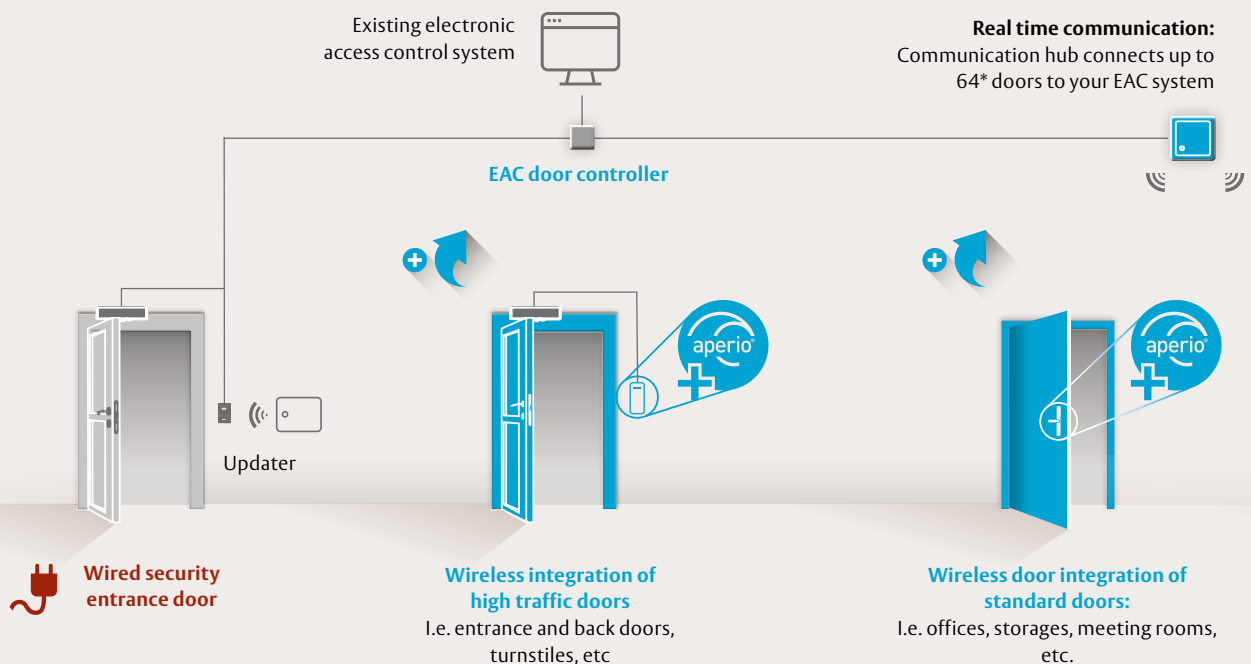 Existing electronic
access control system
Real time communication:
Communication hub connects up to
64* doors to your EAC system
EAC door controller
aperio®
aperio®
Updater
Wired security
entrance door
Wireless integration of
high traffic doors
I.e. entrance and back doors,
turnstiles, etc
Wireless door integration of
standard doors:
I.e. offices, storages, meeting rooms,
etc.